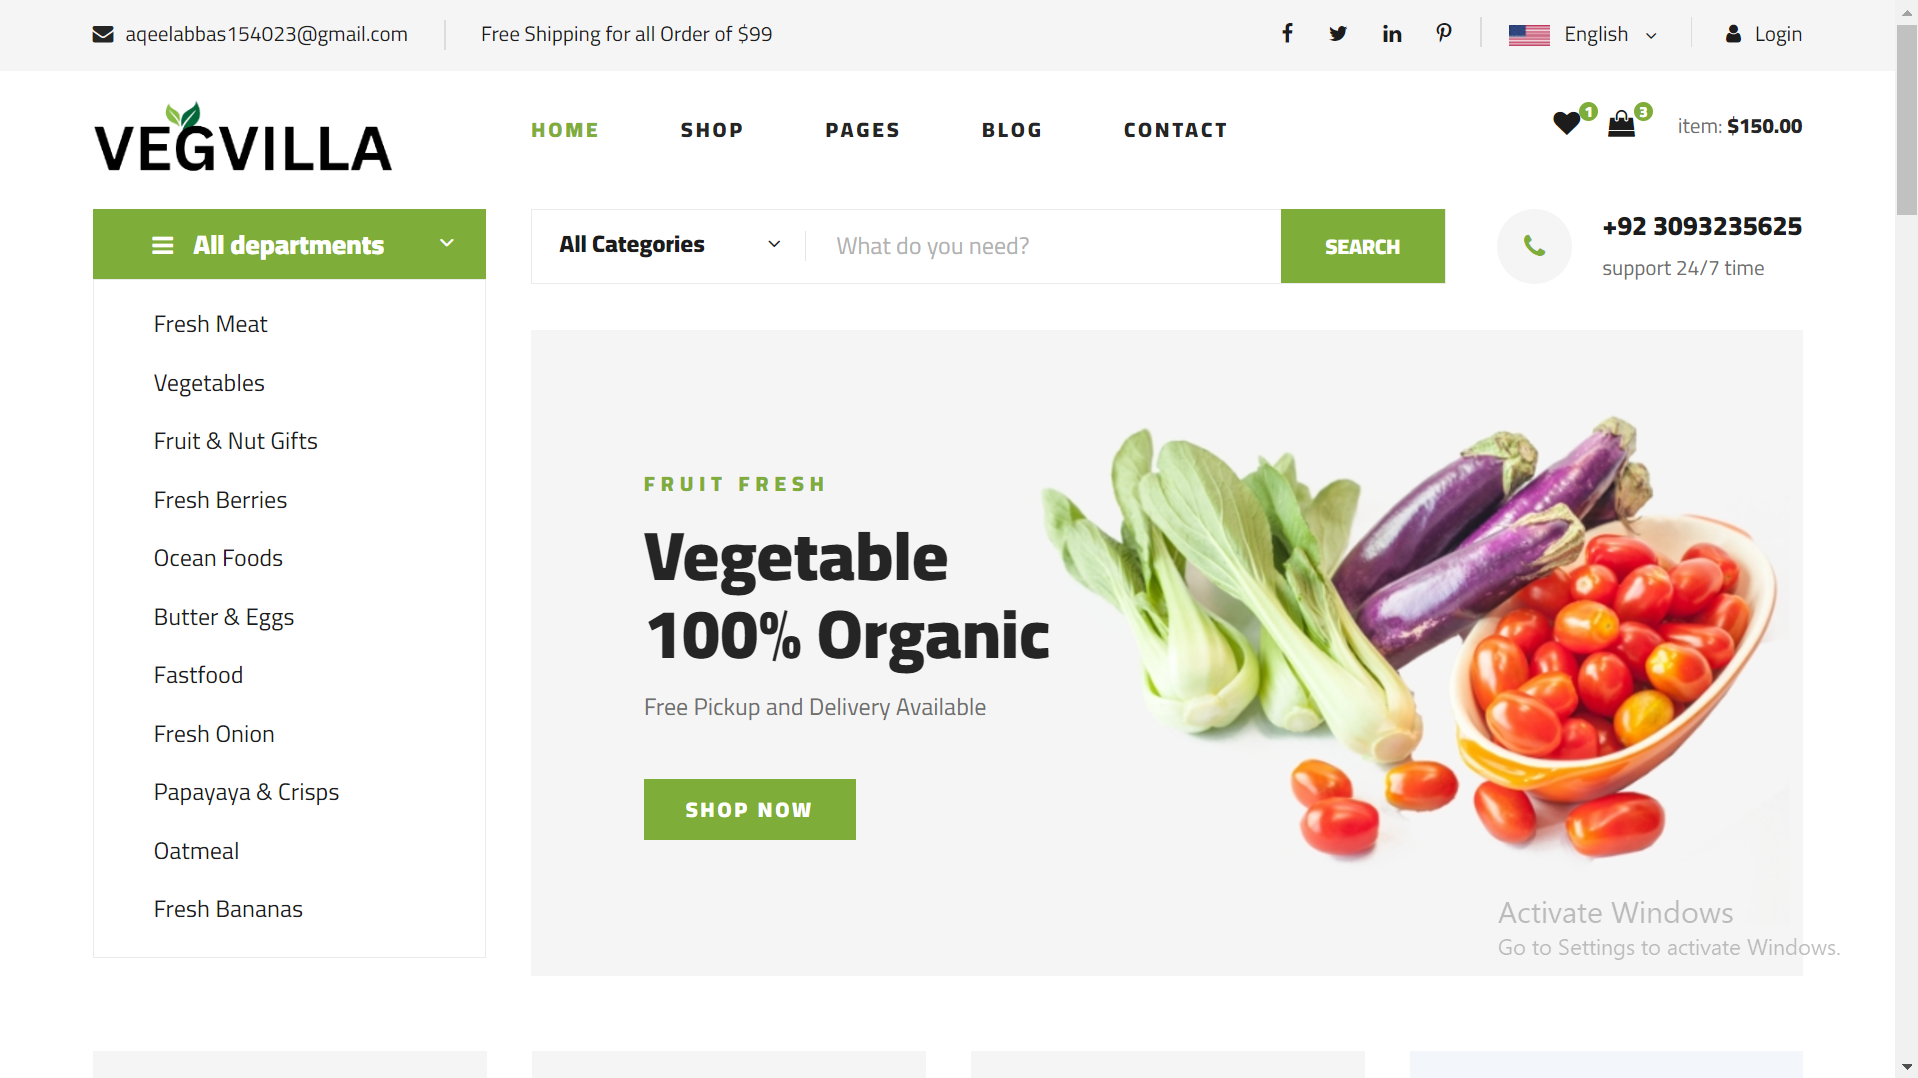 aqeelabbas154023@gmail.com
Free Shipping for all Order of $99
English
Login
VEGVILLA
HOME SHOP PAGES BLOG CONTACT
1
3
item: $150.00
All departments
All Categories
What do you need?
SEARCH
+92 3093235625
support 24/7 time
Fresh Meat
Vegetables
Fruit & Nut Gifts
Fresh Berries
Ocean Foods
Butter & Eggs
Fastfood
Fresh Onion
Papayaya & Crisps
Oatmeal
Fresh Bananas
FRUIT FRESH
Vegetable
100% Organic
Free Pickup and Delivery Available
SHOP NOW
Activate Windows
Go to Settings to activate Windows.